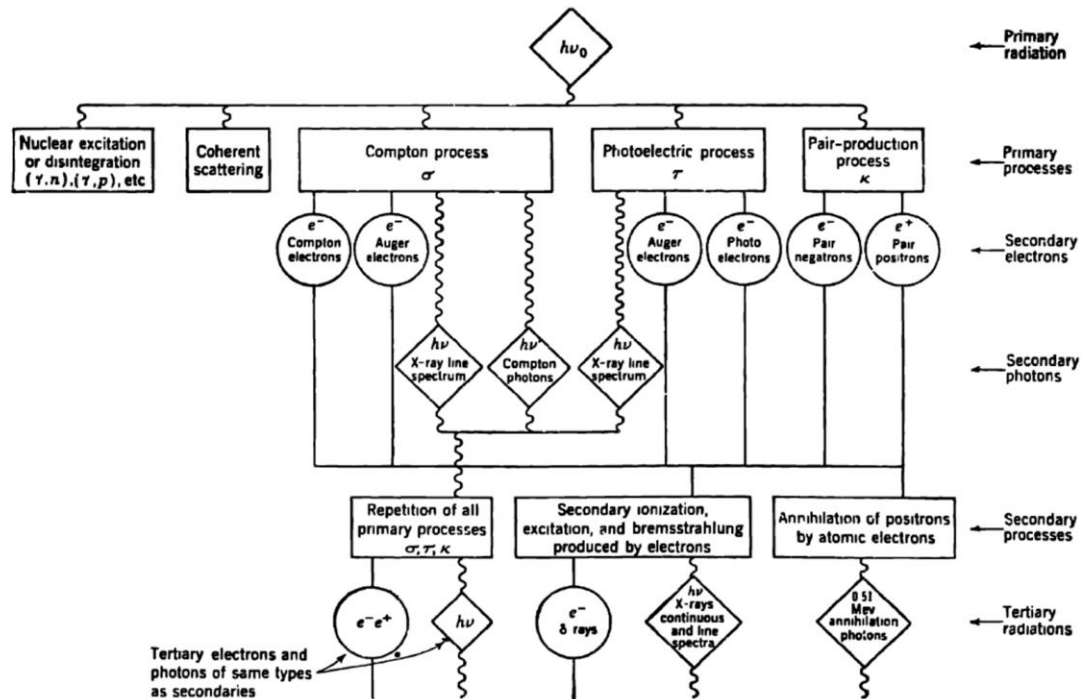 hν₀
Primary
radiation
Nuclear excitation
or disintegration
(γ,n),(γ,p), etc
Coherent
scattering
Compton process
σ
Photoelectric process
τ
Pair-production
process
κ
Primary
processes
e⁻
Compton
electrons
e⁻
Auger
electrons
e⁻
Auger
electrons
e⁻
Photo
electrons
e⁻
Pair
negatrons
e⁺
Pair
positrons
Secondary
electrons
hν
X-ray line
spectrum
hν'
Compton
photons
hν
X-ray line
spectrum
Secondary
photons
Repetition of all
primary processes
σ,τ,κ
Secondary ionization,
excitation, and bremsstrahlung
produced by electrons
Annihilation of positrons
by atomic electrons
Secondary
processes
e⁻e⁺
hν
e⁻
δ rays
hν
X-rays
continuous
and line
spectra
0.51
Mev
annihilation
photons
Tertiary
radiations
Tertiary electrons and
photons of same types
as secondaries